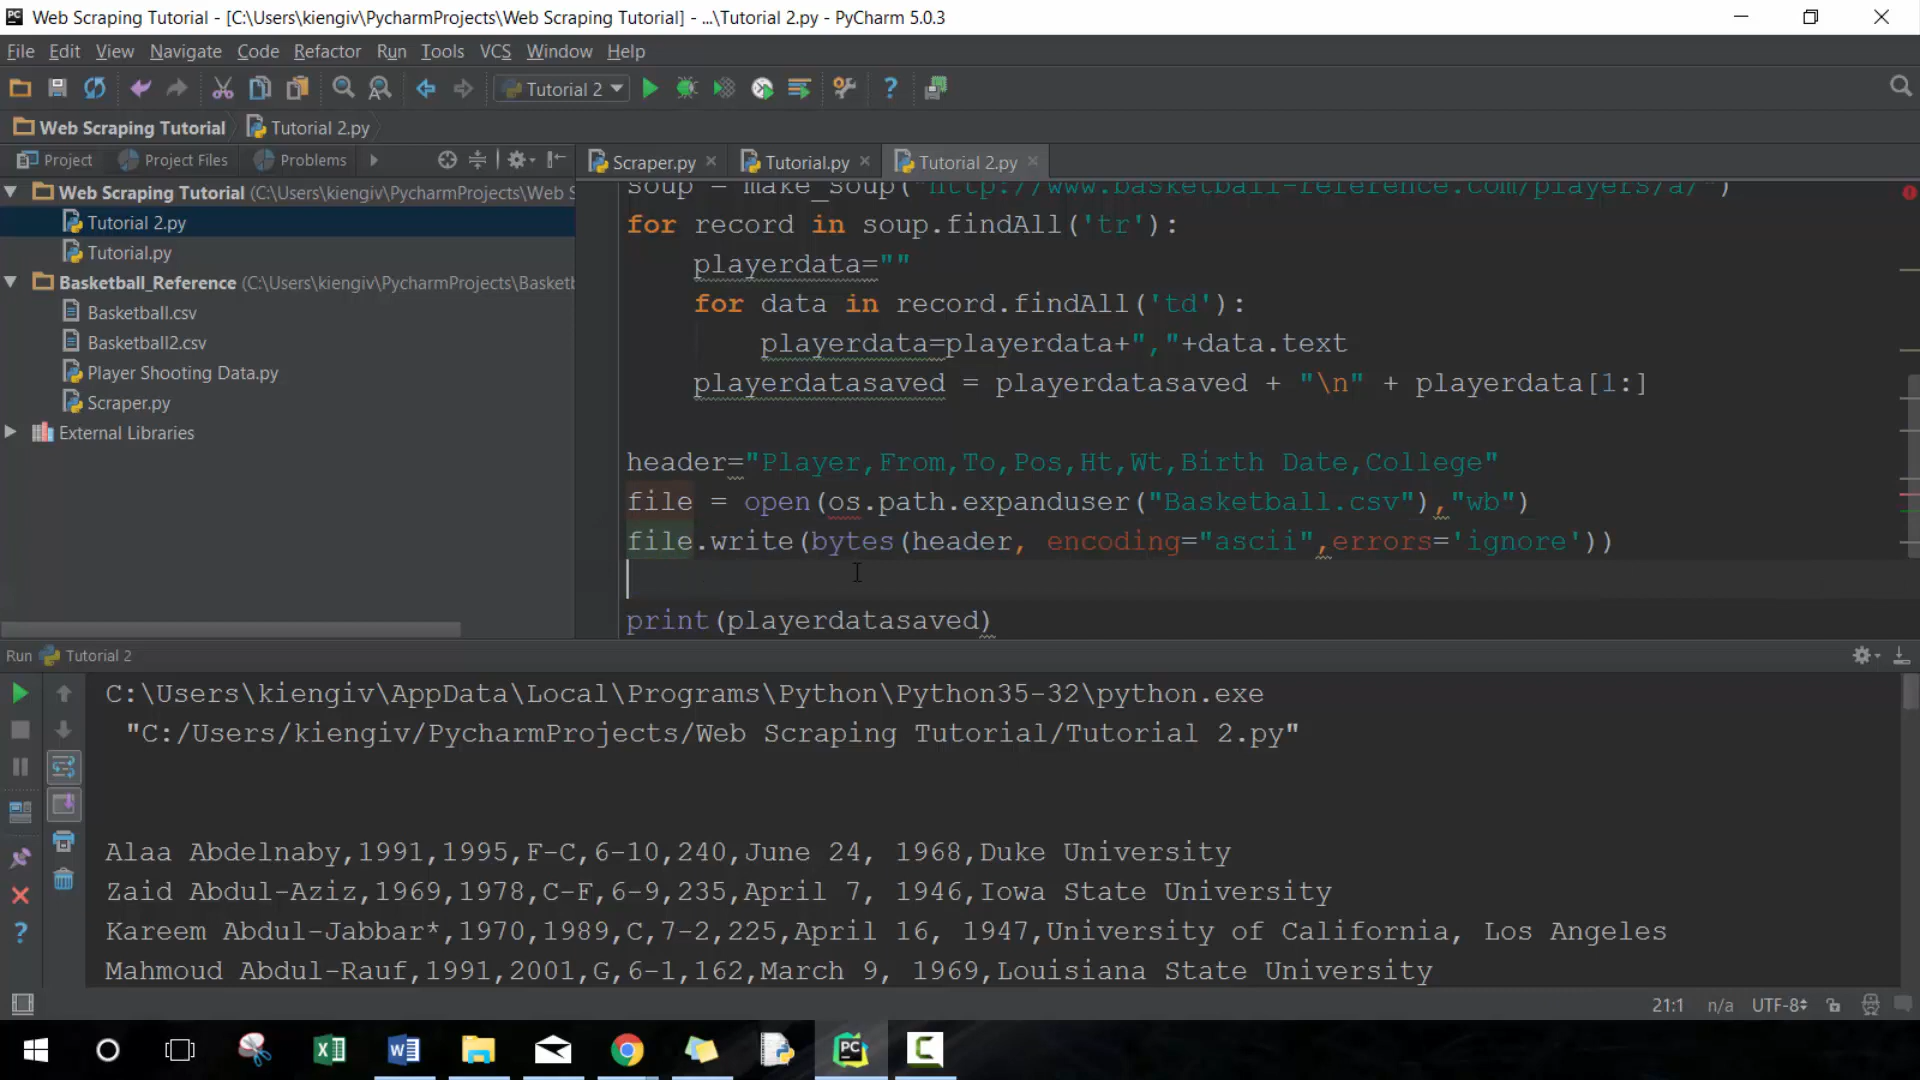 Web Scraping Tutorial - [C:\Users\kiengiv\PycharmProjects\Web Scraping Tutorial] - ...\Tutorial 2.py - PyCharm 5.0.3
File Edit View Navigate Code Refactor Run Tools VCS Window Help
Tutorial 2
Web Scraping Tutorial Tutorial 2.py
Project Project Files Problems
Scraper.py Tutorial.py Tutorial 2.py
Web Scraping Tutorial (C:\Users\kiengiv\PycharmProjects\Web S
Tutorial 2.py
Tutorial.py
Basketball_Reference (C:\Users\kiengiv\PycharmProjects\Basketb
Basketball.csv
Basketball2.csv
Player Shooting Data.py
Scraper.py
External Libraries
soup = make_soup("http://www.basketball-reference.com/players/a/")
for record in soup.findAll('tr'):
playerdata=""
for data in record.findAll('td'):
playerdata=playerdata+","+data.text
playerdatasaved = playerdatasaved + "\n" + playerdata[1:]
header="Player,From,To,Pos,Ht,Wt,Birth Date,College"
file = open(os.path.expanduser("Basketball.csv"),"wb")
file.write(bytes(header, encoding="ascii",errors='ignore'))
print(playerdatasaved)
Run Tutorial 2
C:\Users\kiengiv\AppData\Local\Programs\Python\Python35-32\python.exe
"C:/Users/kiengiv/PycharmProjects/Web Scraping Tutorial/Tutorial 2.py"
Alaa Abdelnaby,1991,1995,F-C,6-10,240,June 24, 1968,Duke University
Zaid Abdul-Aziz,1969,1978,C-F,6-9,235,April 7, 1946,Iowa State University
Kareem Abdul-Jabbar*,1970,1989,C,7-2,225,April 16, 1947,University of California, Los Angeles
Mahmoud Abdul-Rauf,1991,2001,G,6-1,162,March 9, 1969,Louisiana State University
21:1 n/a UTF-8